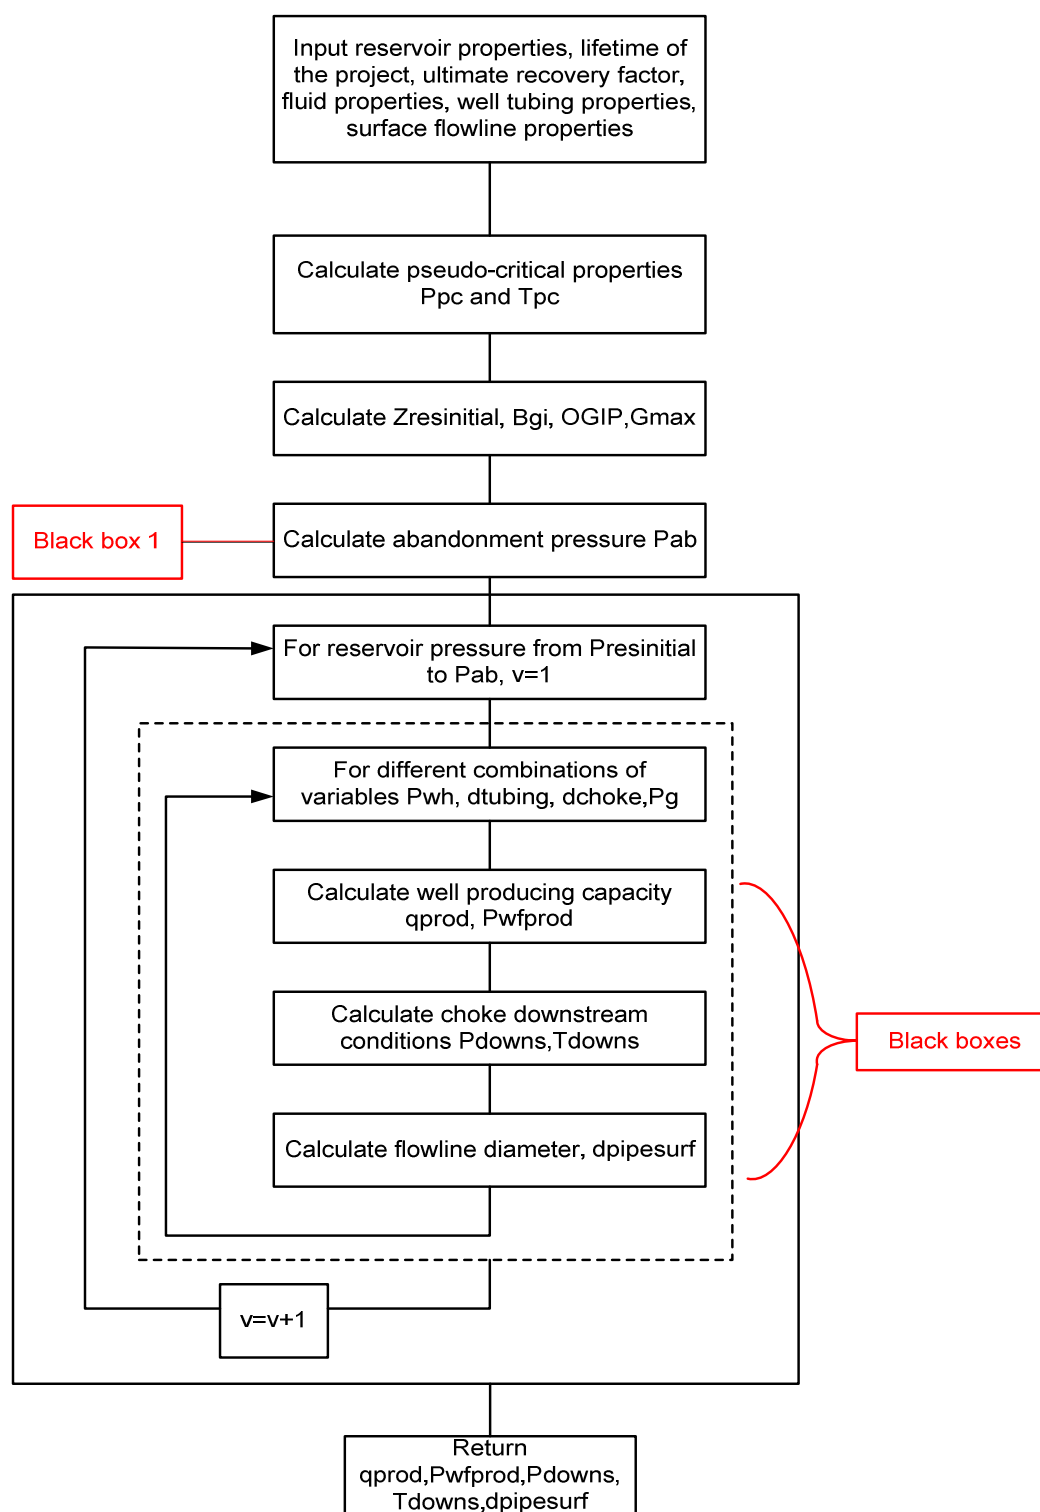 Input reservoir properties, lifetime of
the project, ultimate recovery factor,
fluid properties, well tubing properties,
surface flowline properties
Calculate pseudo-critical properties
Ppc and Tpc
Calculate Zresinitial, Bgi, OGIP,Gmax
Black box 1
Calculate abandonment pressure Pab
For reservoir pressure from Presinitial
to Pab, v=1
For different combinations of
variables Pwh, dtubing, dchoke,Pg
Calculate well producing capacity
qprod, Pwfprod
Calculate choke downstream
conditions Pdowns,Tdowns
Black boxes
Calculate flowline diameter, dpipesurf
v=v+1
Return
qprod,Pwfprod,Pdowns,
Tdowns,dpipesurf